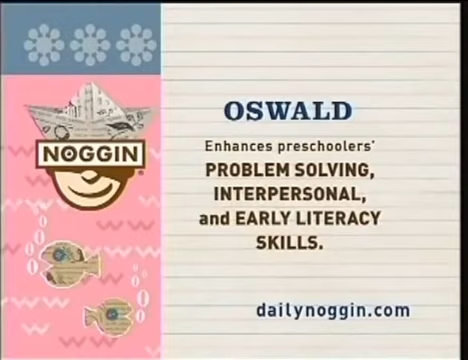 NOGGIN
OSWALD
Enhances preschoolers'
PROBLEM SOLVING,
INTERPERSONAL,
and EARLY LITERACY
SKILLS.
dailynoggin.com